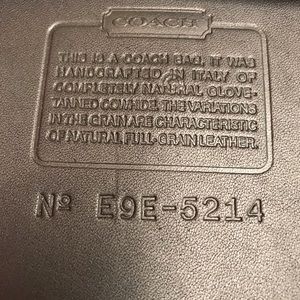 COACH
THIS IS A COACH BAG. IT WAS
HANDCRAFTED IN ITALY OF
COMPLETELY NATURAL GLOVE-
TANNED COWHIDE. THE VARIATIONS
IN THE GRAIN ARE CHARACTERISTIC
OF NATURAL, FULL-GRAIN LEATHER.
Nº E9E-5214